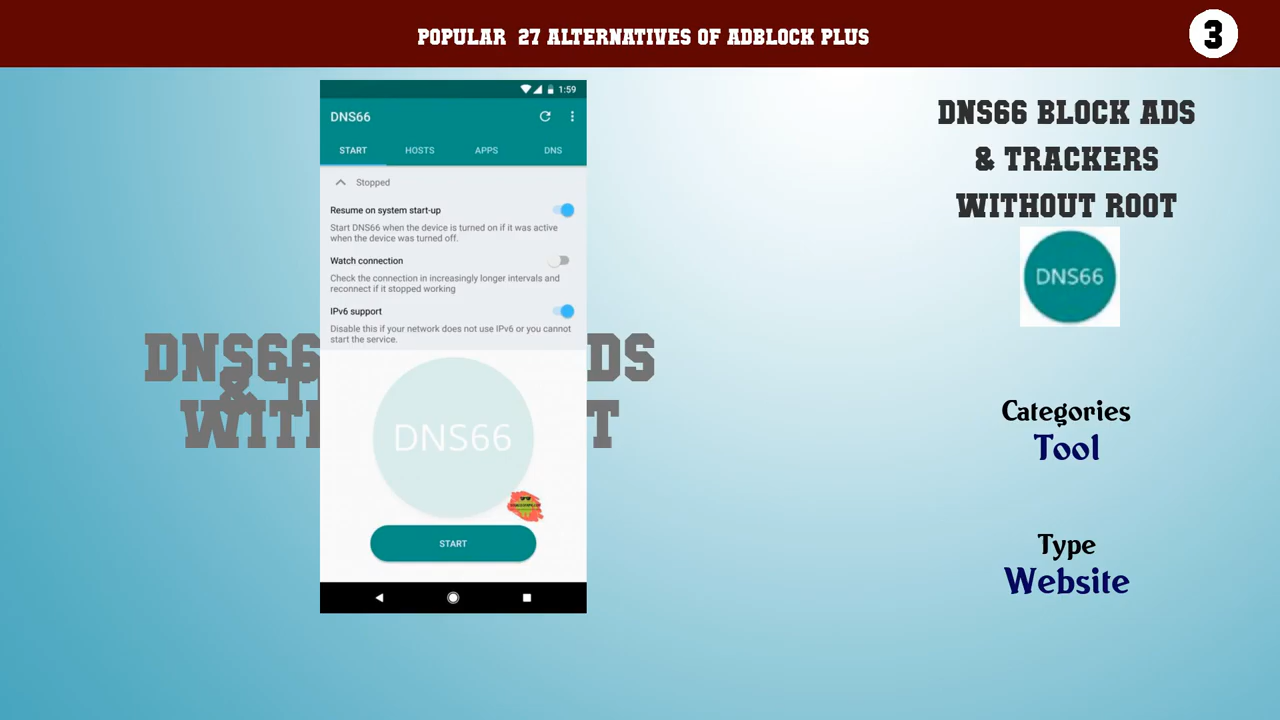 POPULAR 27 ALTERNATIVES OF ADBLOCK PLUS
3
1:59
DNS66
START HOSTS APPS DNS
Stopped
Resume on system start-up
Start DNS66 when the device is turned on if it was active
when the device was turned off.
Watch connection
Check the connection in increasingly longer intervals and
reconnect if it stopped working
IPv6 support
Disable this if your network does not use IPv6 or you cannot
start the service.
DNS66
START
DNS66 BLOCK ADS
& TRACKERS
WITHOUT ROOT
DNS66
Categories
Tool
Type
Website